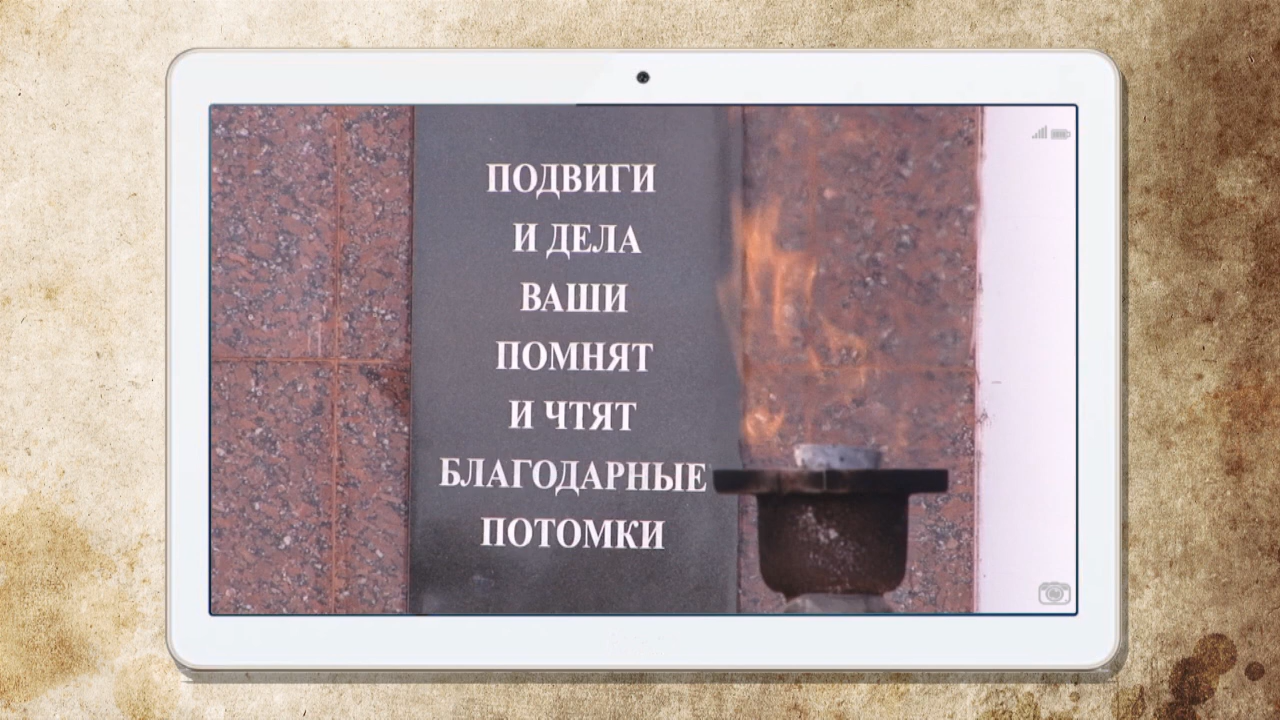 ПОДВИГИ
И ДЕЛА
ВАШИ
ПОМНЯТ
И ЧТЯТ
БЛАГОДАРНЫЕ
ПОТОМКИ